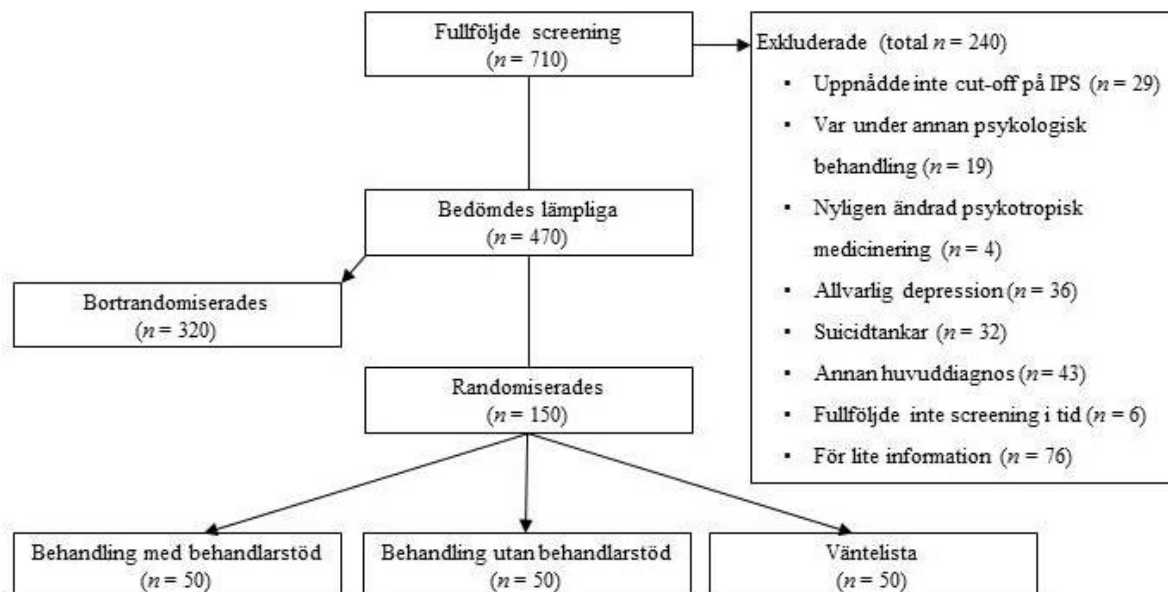 Fullföljde screening
(n = 710)
Exkluderade (total n = 240)
▪ Uppnådde inte cut-off på IPS (n = 29)
▪ Var under annan psykologisk
behandling (n = 19)
▪ Nyligen ändrad psykotropisk
medicinering (n = 4)
▪ Allvarlig depression (n = 36)
▪ Suicidtankar (n = 32)
▪ Annan huvuddiagnos (n = 43)
▪ Fullföljde inte screening i tid (n = 6)
▪ För lite information (n = 76)
Bedömdes lämpliga
(n = 470)
Bortrandomiserades
(n = 320)
Randomiserades
(n = 150)
Behandling med behandlarstöd
(n = 50)
Behandling utan behandlarstöd
(n = 50)
Väntelista
(n = 50)